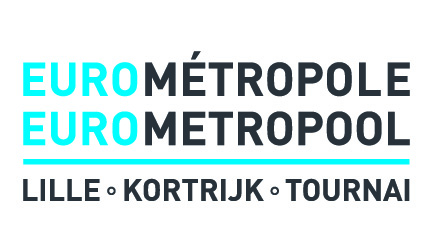 EUROMÉTROPOLE
EUROMETROPOOL
LILLE ∘ KORTRIJK ∘ TOURNAI